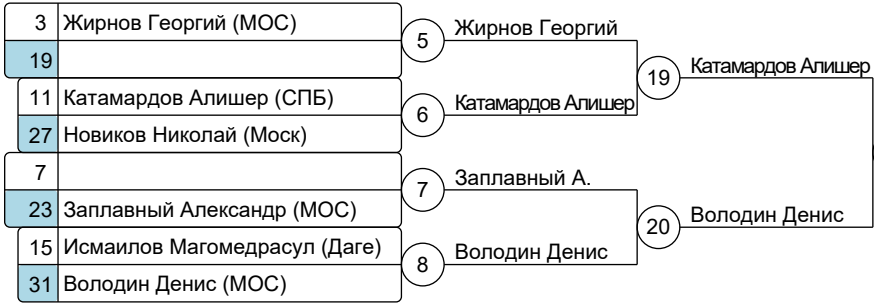 3 Жирнов Георгий (МОС)
19
5
Жирнов Георгий
11 Катамардов Алишер (СПБ)
27 Новиков Николай (Моск)
6
Катамардов Алишер
19
Катамардов Алишер
7
23 Заплавный Александр (МОС)
7
Заплавный А.
15 Исмаилов Магомедрасул (Даге)
31 Володин Денис (МОС)
8
Володин Денис
20
Володин Денис